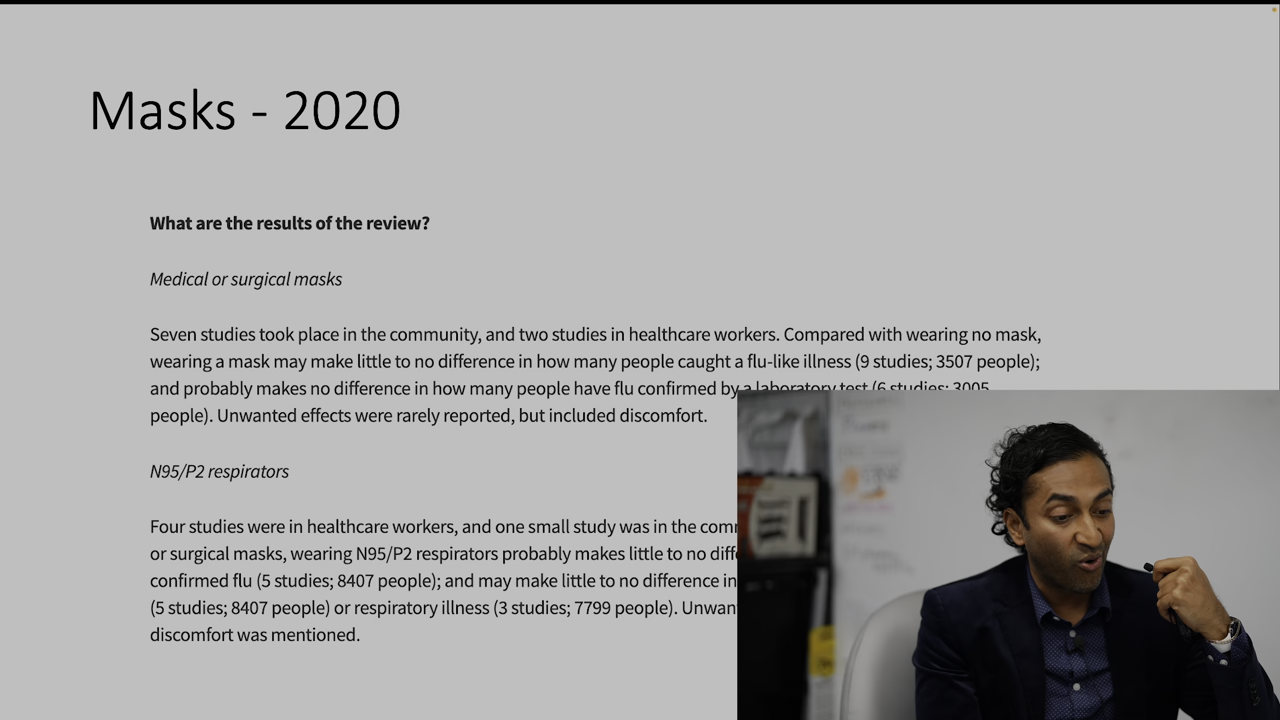 Masks - 2020
What are the results of the review?
Medical or surgical masks
Seven studies took place in the community, and two studies in healthcare workers. Compared with wearing no mask,
wearing a mask may make little to no difference in how many people caught a flu-like illness (9 studies; 3507 people);
and probably makes no difference in how many people have flu confirmed by a laboratory test (6 studies; 3005
people). Unwanted effects were rarely reported, but included discomfort.
N95/P2 respirators
Four studies were in healthcare workers, and one small study was in the
or surgical masks, wearing N95/P2 respirators probably makes little to no
confirmed flu (5 studies; 8407 people); and may make little to no difference in
(5 studies; 8407 people) or respiratory illness (3 studies; 7799 people).
discomfort was mentioned.